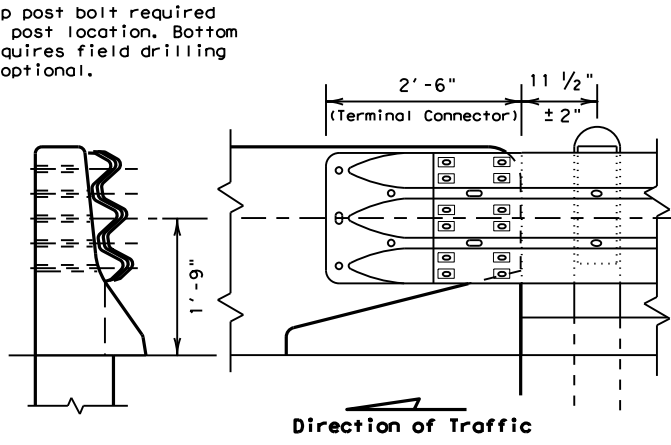 p post bolt required
post location. Bottom
quires field drilling
optional.
2'-6"
11 1/2"
(Terminal Connector)
± 2"
1'-9"
Direction of Traffic